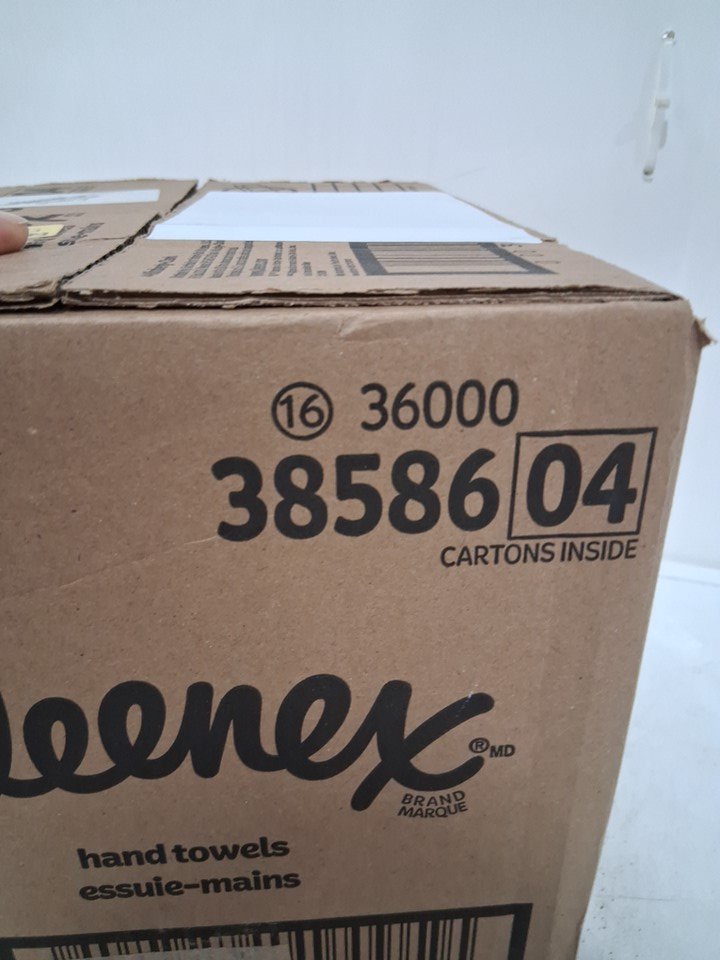 16 36000
38586 04
CARTONS INSIDE
leenex ® MD
BRAND
MARQUE
hand towels
essuie-mains